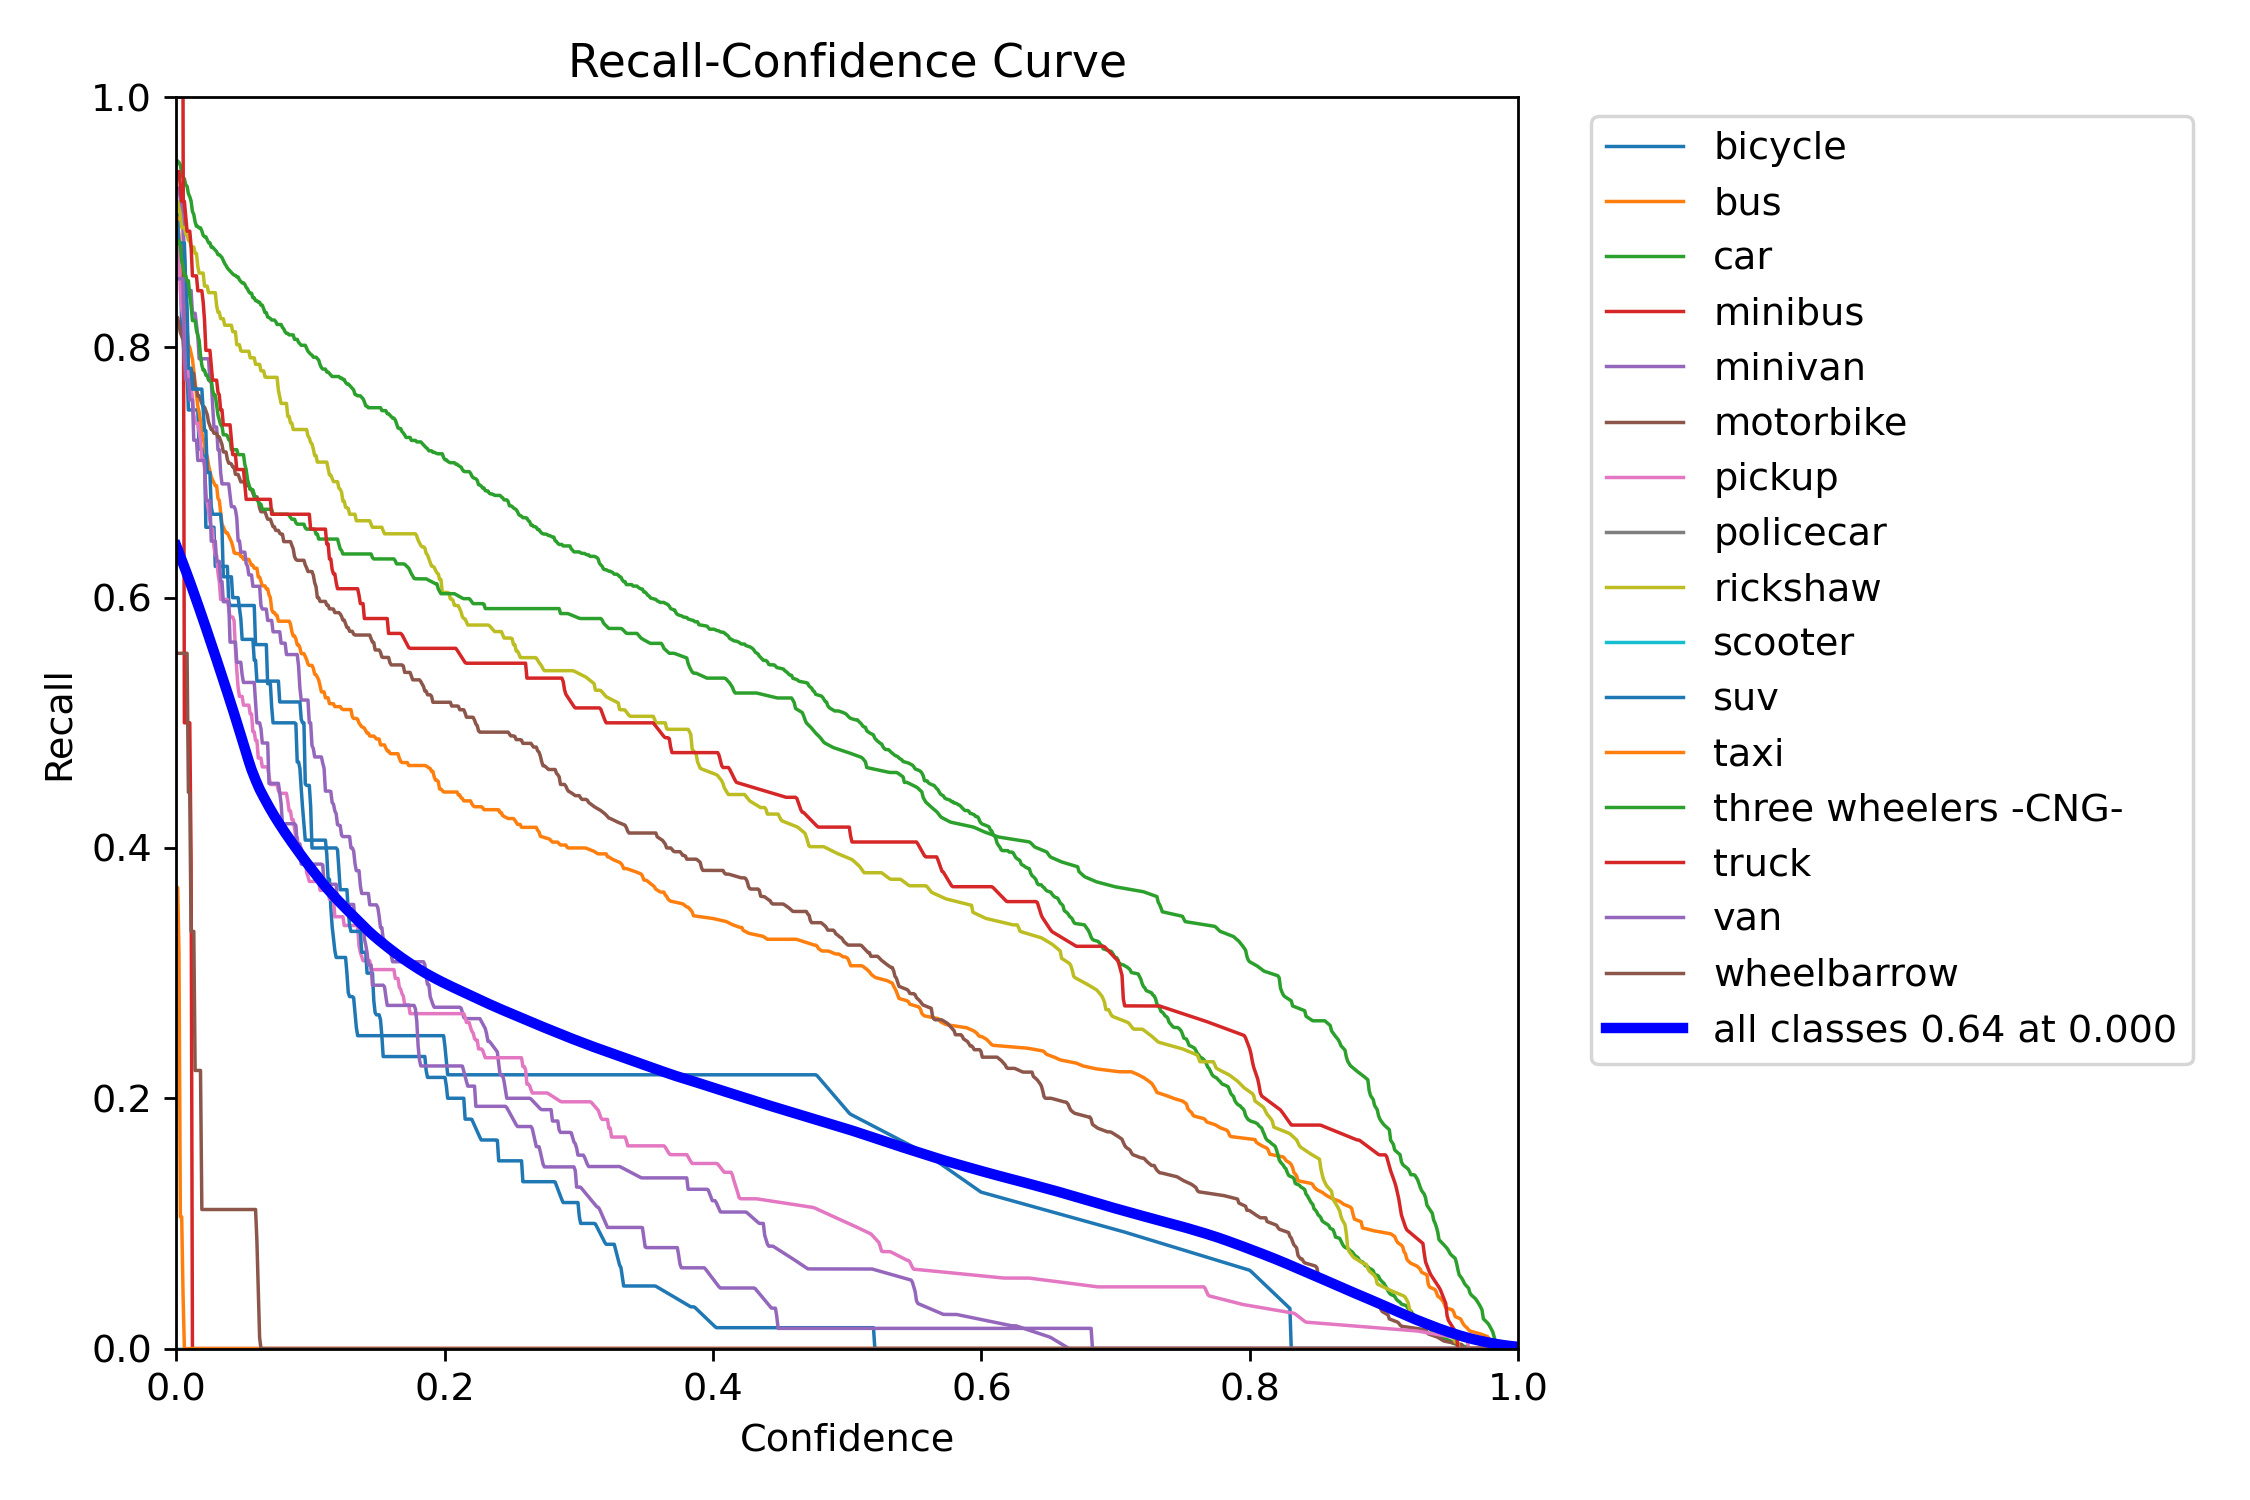 Recall-Confidence Curve
1.0
0.8
0.6
0.4
0.2
0.0
Recall
0.0 0.2 0.4 0.6 0.8 1.0
Confidence
bicycle
bus
car
minibus
minivan
motorbike
pickup
policecar
rickshaw
scooter
suv
taxi
three wheelers -CNG-
truck
van
wheelbarrow
all classes 0.64 at 0.000